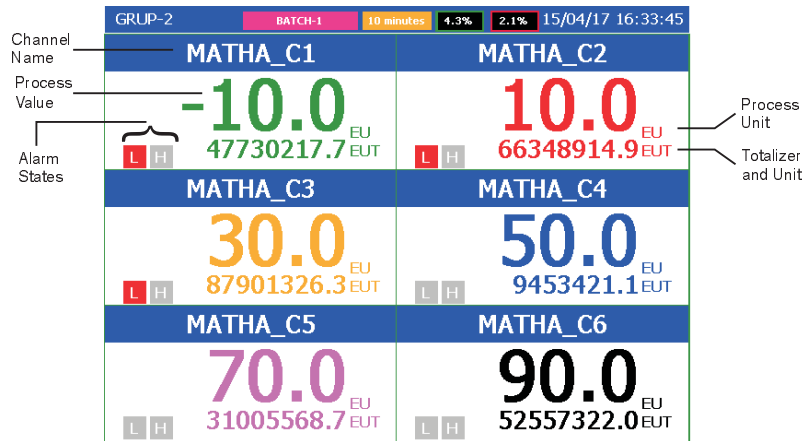 GRUP-2 BATCH-1 10 minutes 4.3% 2.1% 15/04/17 16:33:45
Channel Name
MATHA_C1 MATHA_C2
Process Value
-10.0 EU 10.0 EU
Process Unit
Alarm States
L H 47730217.7 EUT L H 66348914.9 EUT
Totalizer and Unit
MATHA_C3 MATHA_C4
30.0 EU 50.0 EU
L H 87901326.3 EUT L H 9453421.1 EUT
MATHA_C5 MATHA_C6
70.0 EU 90.0 EU
L H 31005568.7 EUT L H 52557322.0 EUT